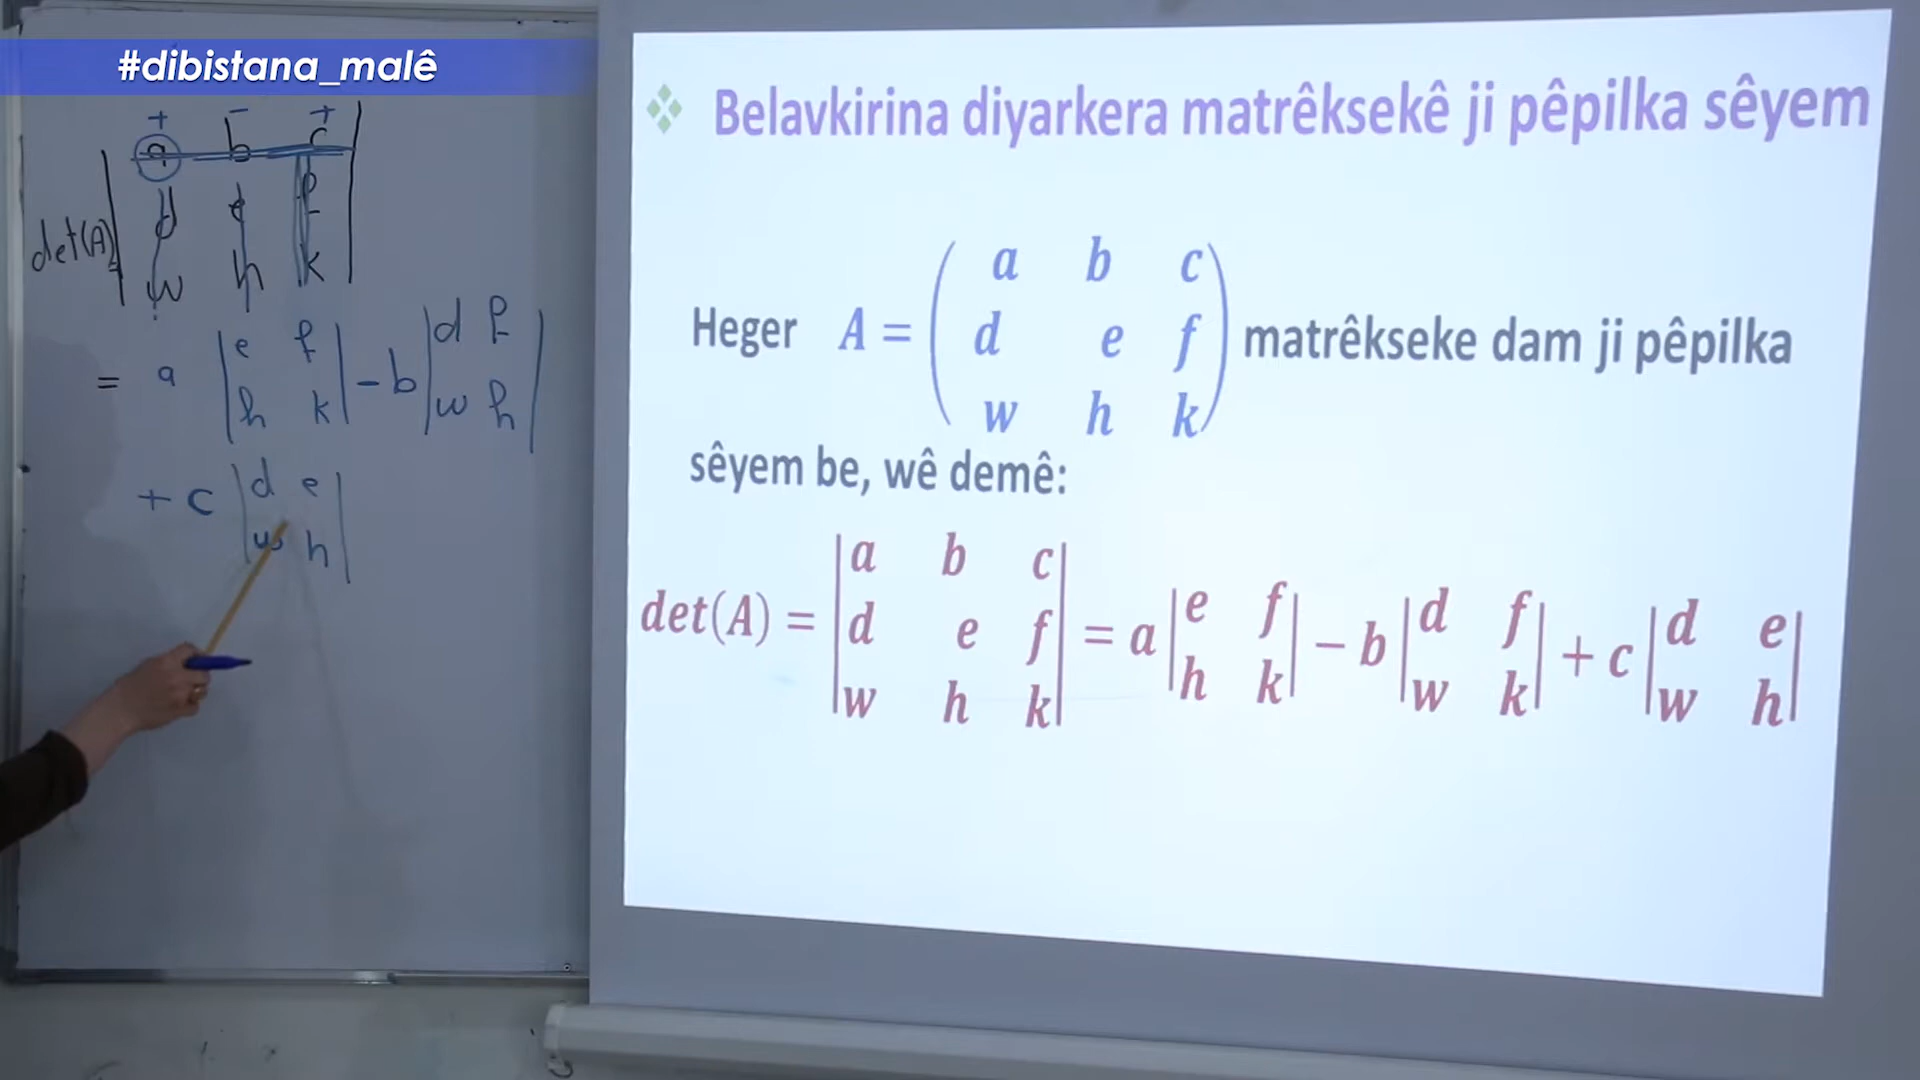 #dibistana_malê
+ - +
a b c
det(A) d e f
w h k
= a |e f| - b |d f|
|h k| |w h|
+ c |d e|
|w h|
Belavkirina diyarkera matrêksekê ji pêpilka sêyem
a b c
Heger A = ( d e f ) matrêkseke dam ji pêpilka
w h k
sêyem be, wê demê:
|a b c|
det(A) = |d e f| = a |e f| - b |d f| + c |d e|
|w h k| |h k| |w k| |w h|